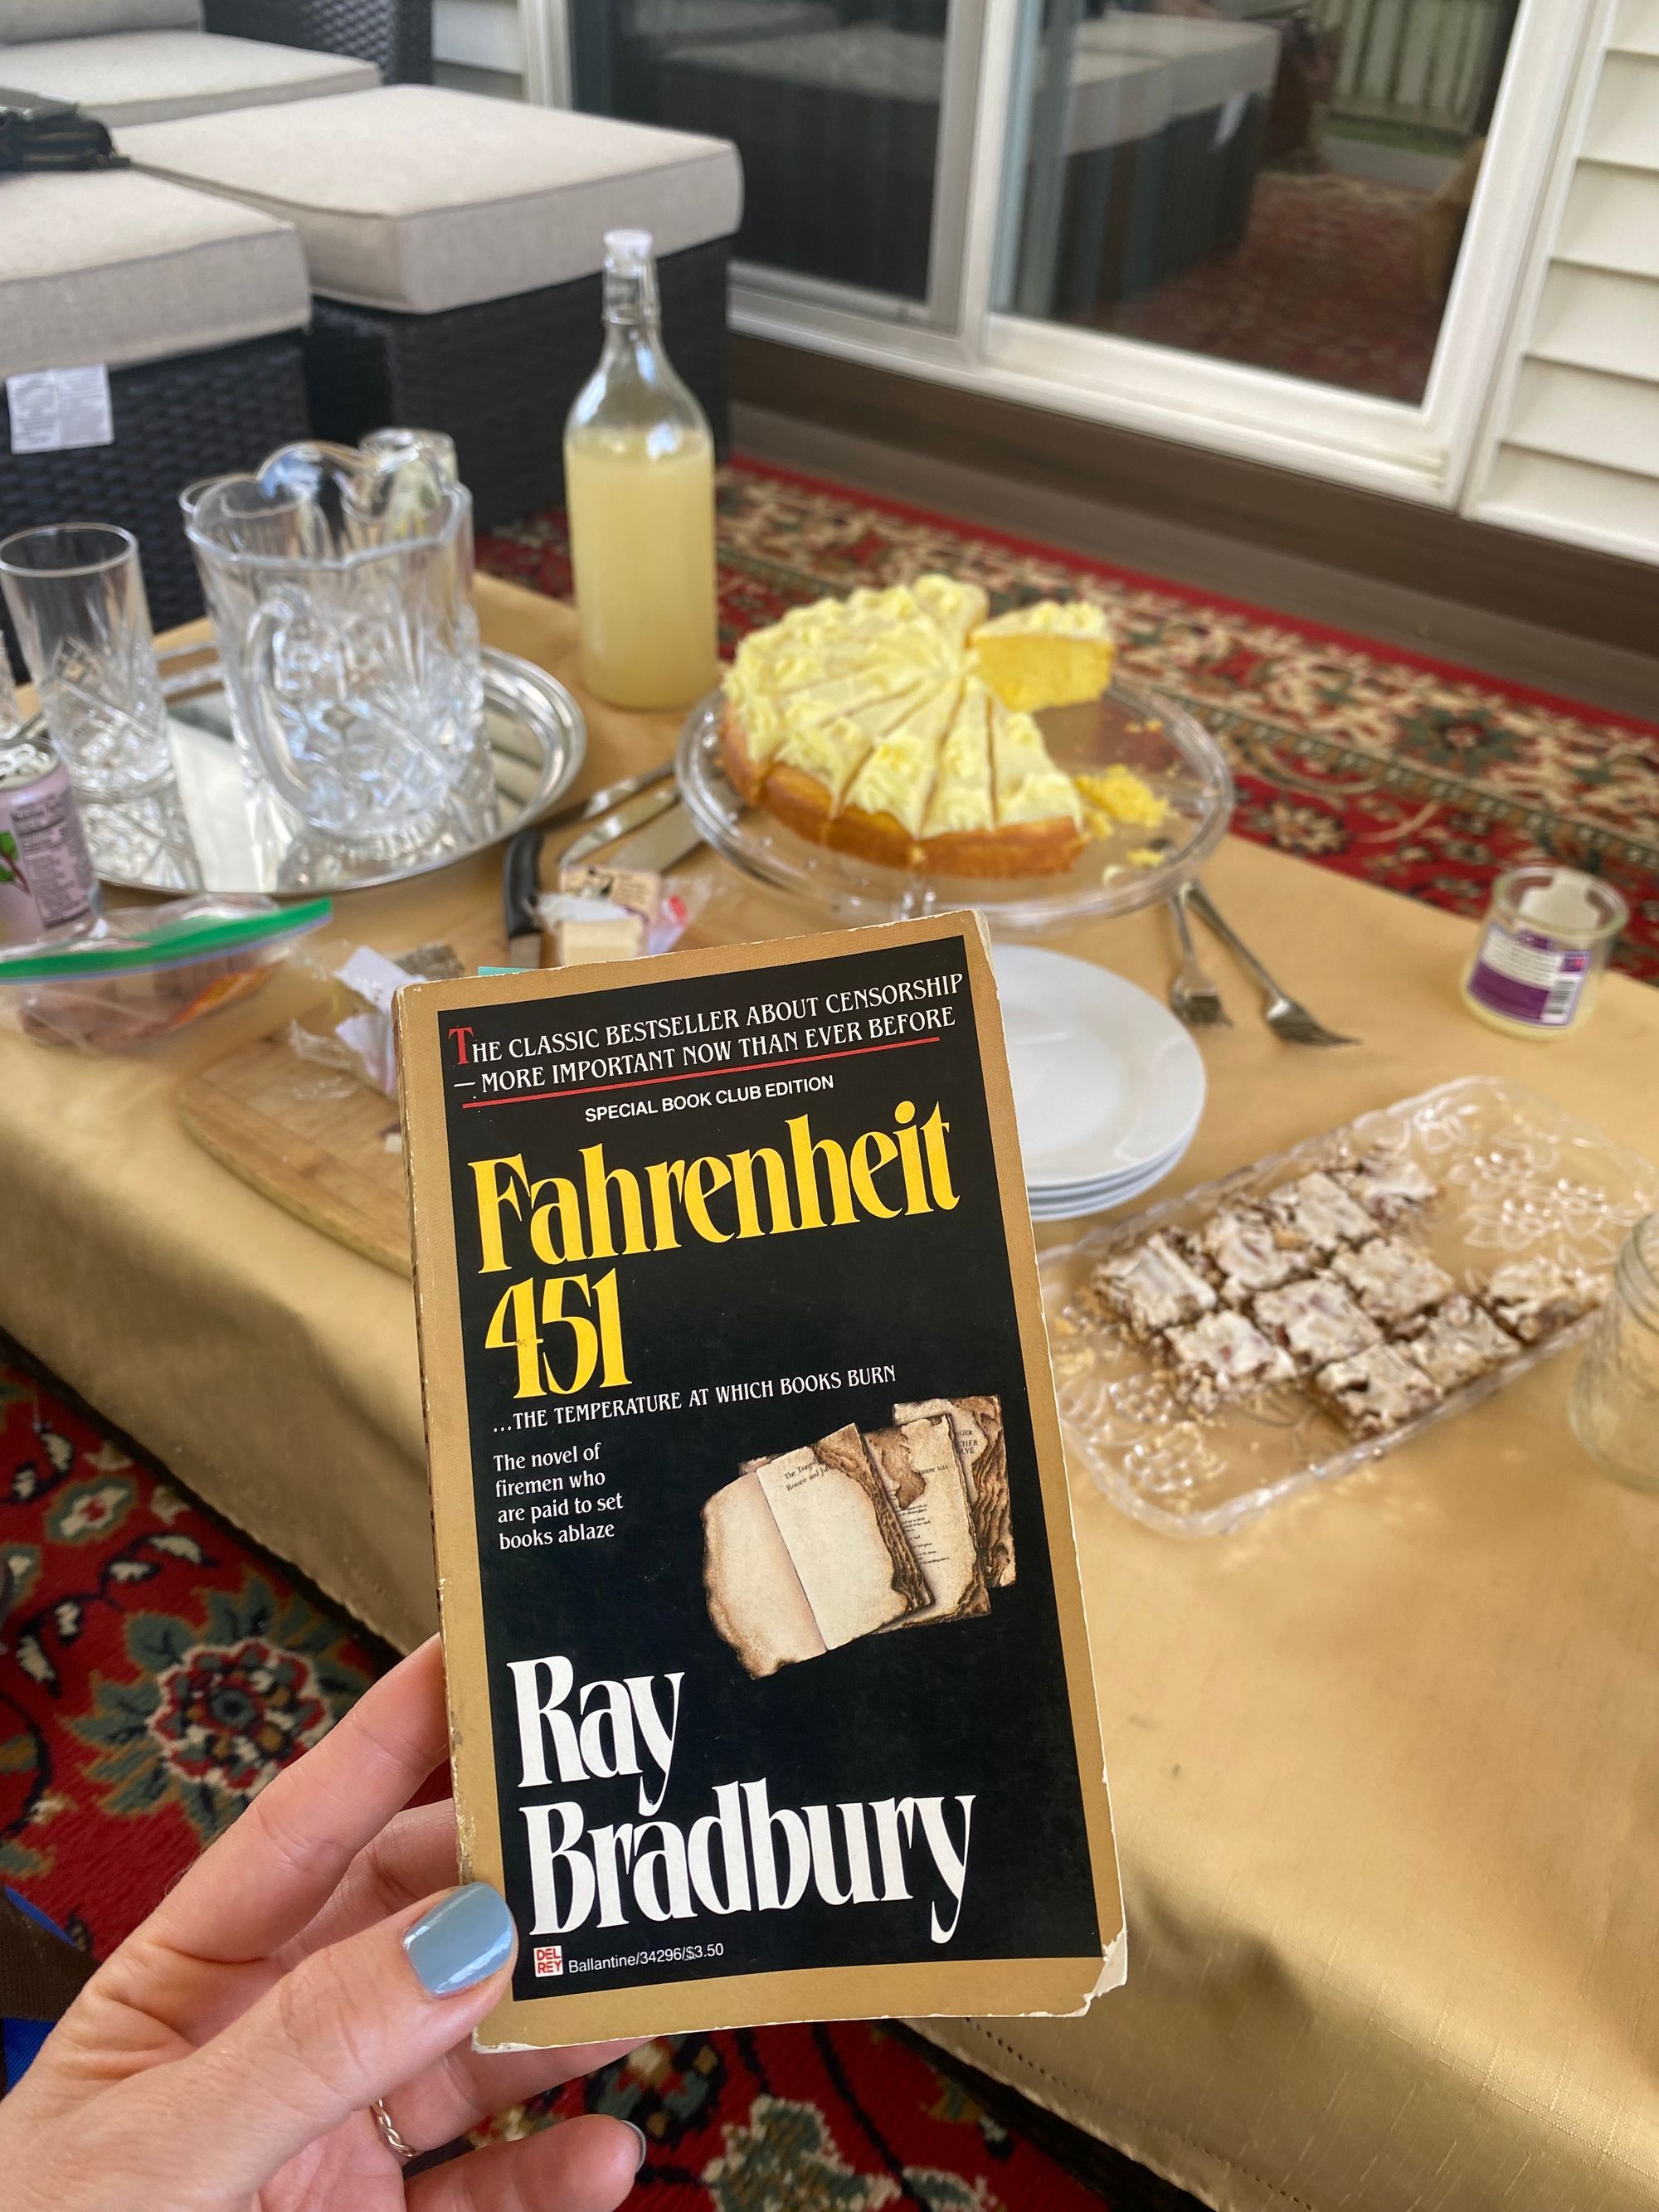 THE CLASSIC BESTSELLER ABOUT CENSORSHIP
— MORE IMPORTANT NOW THAN EVER BEFORE
SPECIAL BOOK CLUB EDITION
Fahrenheit
451
...THE TEMPERATURE AT WHICH BOOKS BURN
The novel of
firemen who
are paid to set
books ablaze
Ray
Bradbury
DEL
REY
Ballantine/34296/$3.50